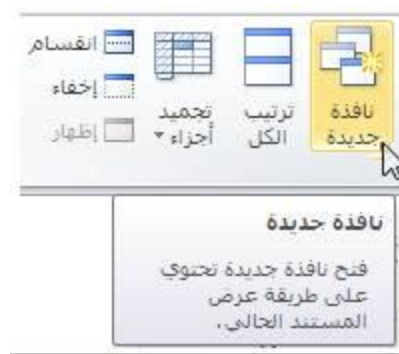 نافذة
جديدة
ترتيب
الكل
تجميد
أجزاء
انقسام
إخفاء
إظهار
نافذة جديدة
فتح نافذة جديدة تحتوي
على طريقة عرض
المستند الحالي.